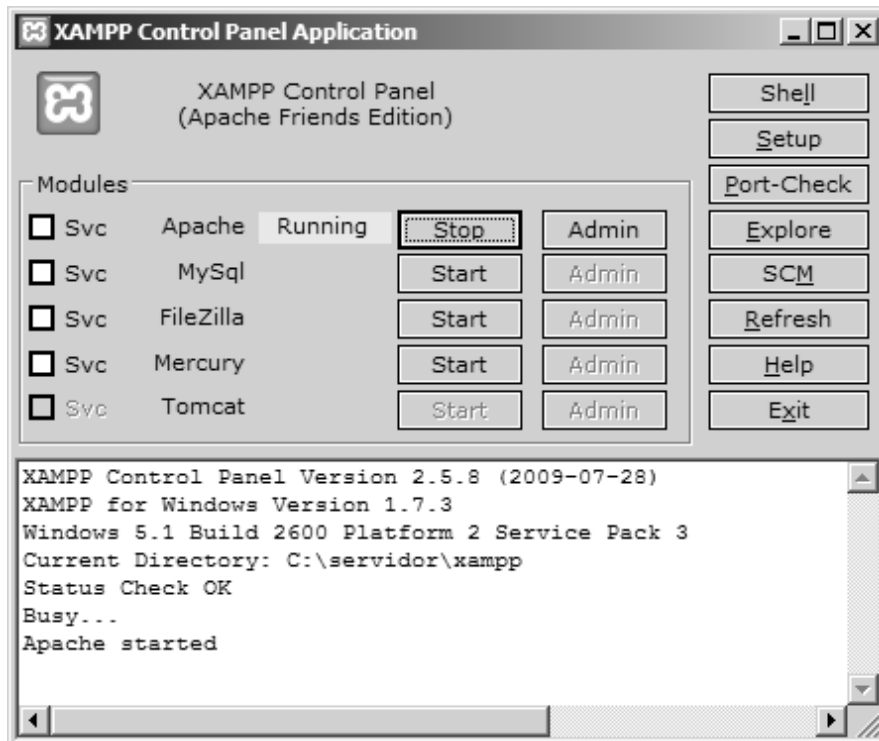 XAMPP Control Panel Application
XAMPP Control Panel
(Apache Friends Edition)
Shell
Setup
Port-Check
Explore
SCM
Refresh
Help
Exit
Modules
Svc Apache Running Stop Admin
Svc MySql Start Admin
Svc FileZilla Start Admin
Svc Mercury Start Admin
Svc Tomcat Start Admin
XAMPP Control Panel Version 2.5.8 (2009-07-28)
XAMPP for Windows Version 1.7.3
Windows 5.1 Build 2600 Platform 2 Service Pack 3
Current Directory: C:\servidor\xampp
Status Check OK
Busy...
Apache started